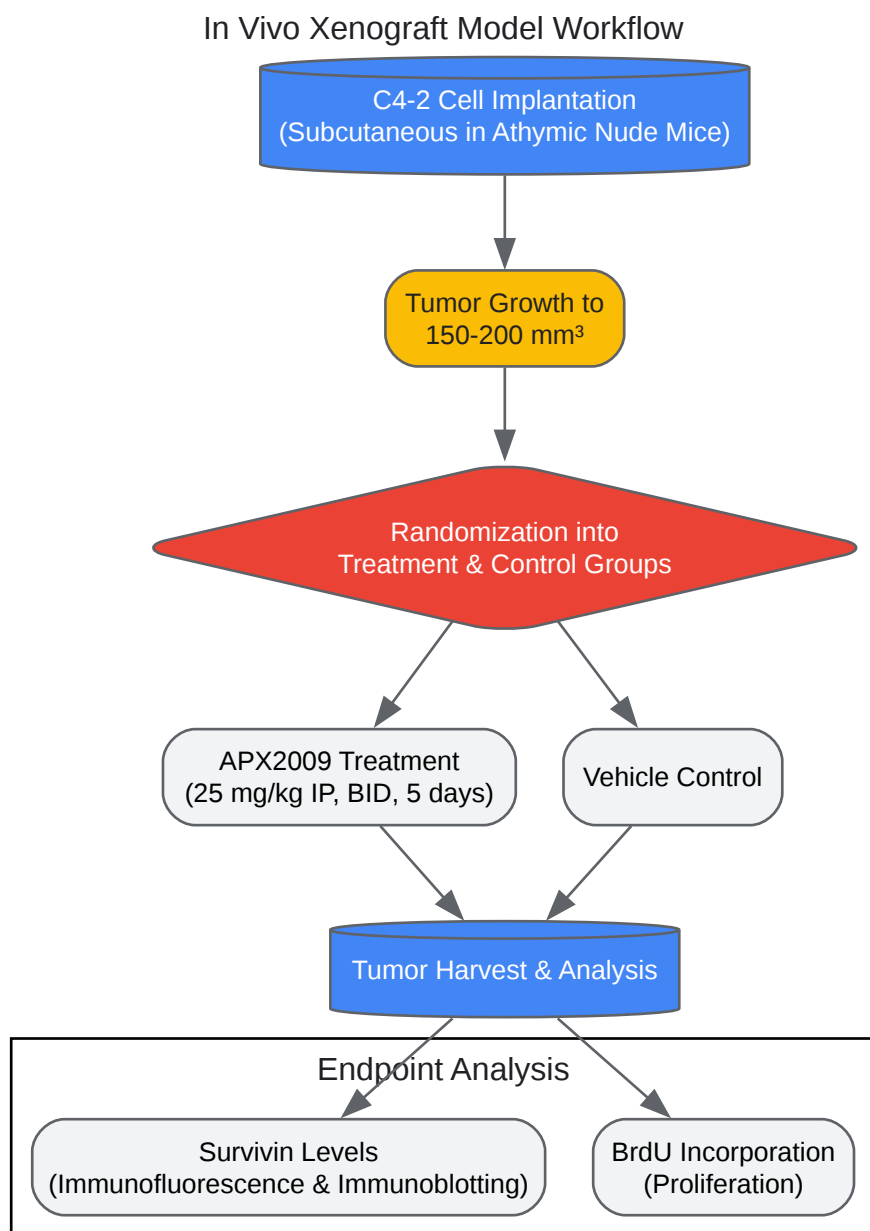 In Vivo Xenograft Model Workflow
C4-2 Cell Implantation
(Subcutaneous in Athymic Nude Mice)
Tumor Growth to
150-200 mm³
Randomization into
Treatment & Control Groups
APX2009 Treatment
(25 mg/kg IP, BID, 5 days)
Vehicle Control
Tumor Harvest & Analysis
Endpoint Analysis
Survivin Levels
(Immunofluorescence & Immunoblotting)
BrdU Incorporation
(Proliferation)